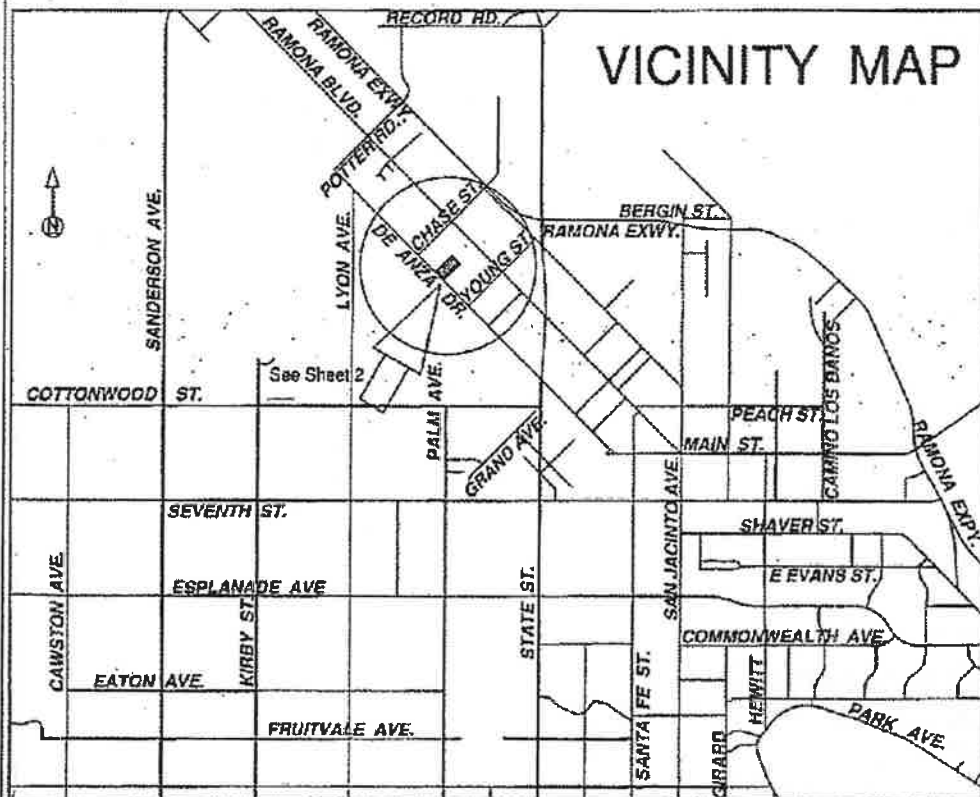 RECORD RD.
VICINITY MAP
RAMONA EXWY.
RAMONA BLVD.
POTTER RD.
SANDERSON AVE.
N
LYON AVE.
CHASE ST.
DE ANZA DR.
YOUNG ST.
BERGIN ST.
RAMONA EXWY.
See Sheet 2
COTTONWOOD ST.
PALM AVE.
GRAND AVE.
PEACH ST.
MAIN ST.
CAMINO LOS BANOS
RAMONA EXPY.
SEVENTH ST.
SAN JACINTO AVE.
SHAVER ST.
E EVANS ST.
CAWSTON AVE.
ESPLANADE AVE
KIRBY ST.
STATE ST.
COMMONWEALTH AVE.
EATON AVE.
SANTA FE ST.
HEWITT
GIRARD
PARK AVE.
FRUITVALE AVE.